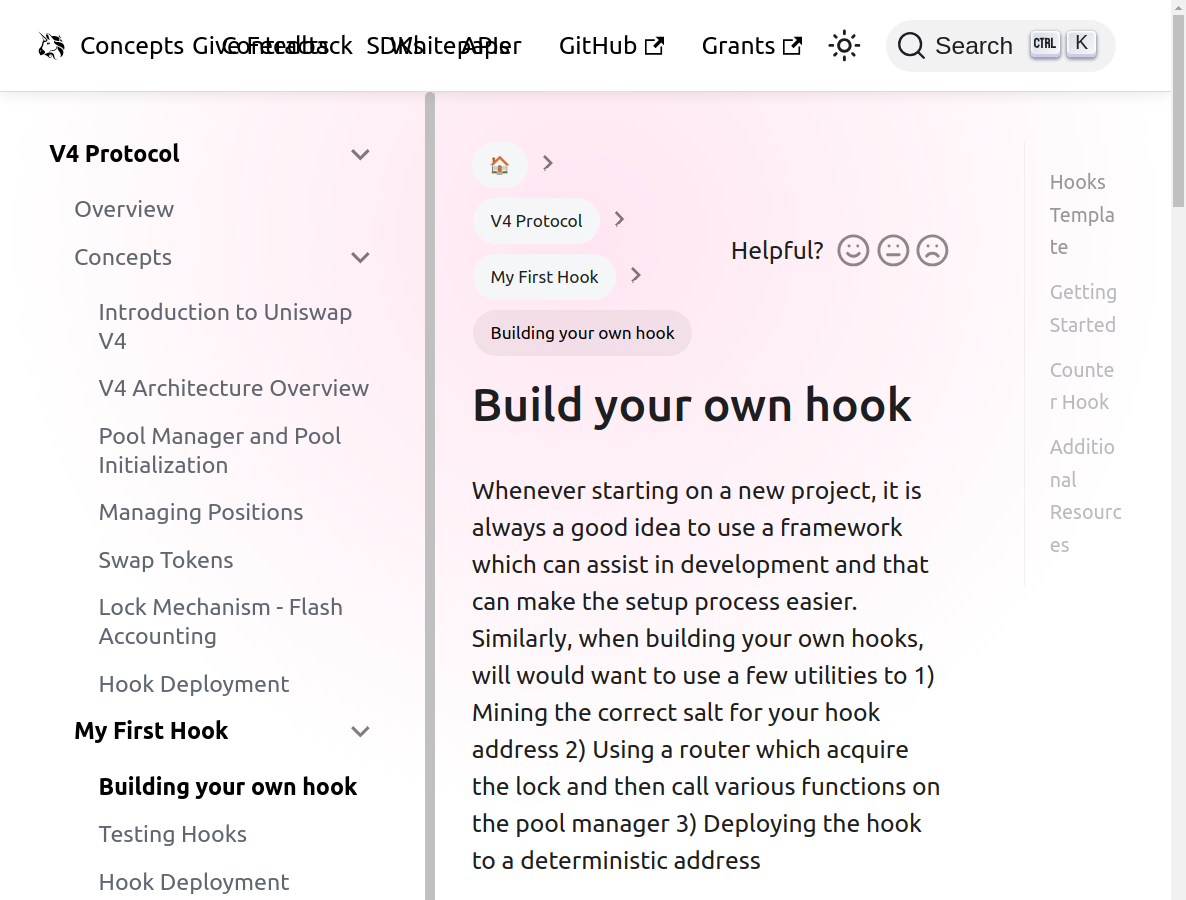 Concepts Give Feedback Contracts SDKs Whitepaper APIs GitHub Grants Search CTRL K
V4 Protocol
Overview
Concepts
Introduction to Uniswap
V4
V4 Architecture Overview
Pool Manager and Pool
Initialization
Managing Positions
Swap Tokens
Lock Mechanism - Flash
Accounting
Hook Deployment
My First Hook
Building your own hook
Testing Hooks
Hook Deployment
V4 Protocol
My First Hook
Building your own hook
Helpful?
Build your own hook
Whenever starting on a new project, it is
always a good idea to use a framework
which can assist in development and that
can make the setup process easier.
Similarly, when building your own hooks,
will would want to use a few utilities to 1)
Mining the correct salt for your hook
address 2) Using a router which acquire
the lock and then call various functions on
the pool manager 3) Deploying the hook
to a deterministic address
Hooks
Templa
te
Getting
Started
Counte
r Hook
Additio
nal
Resourc
es